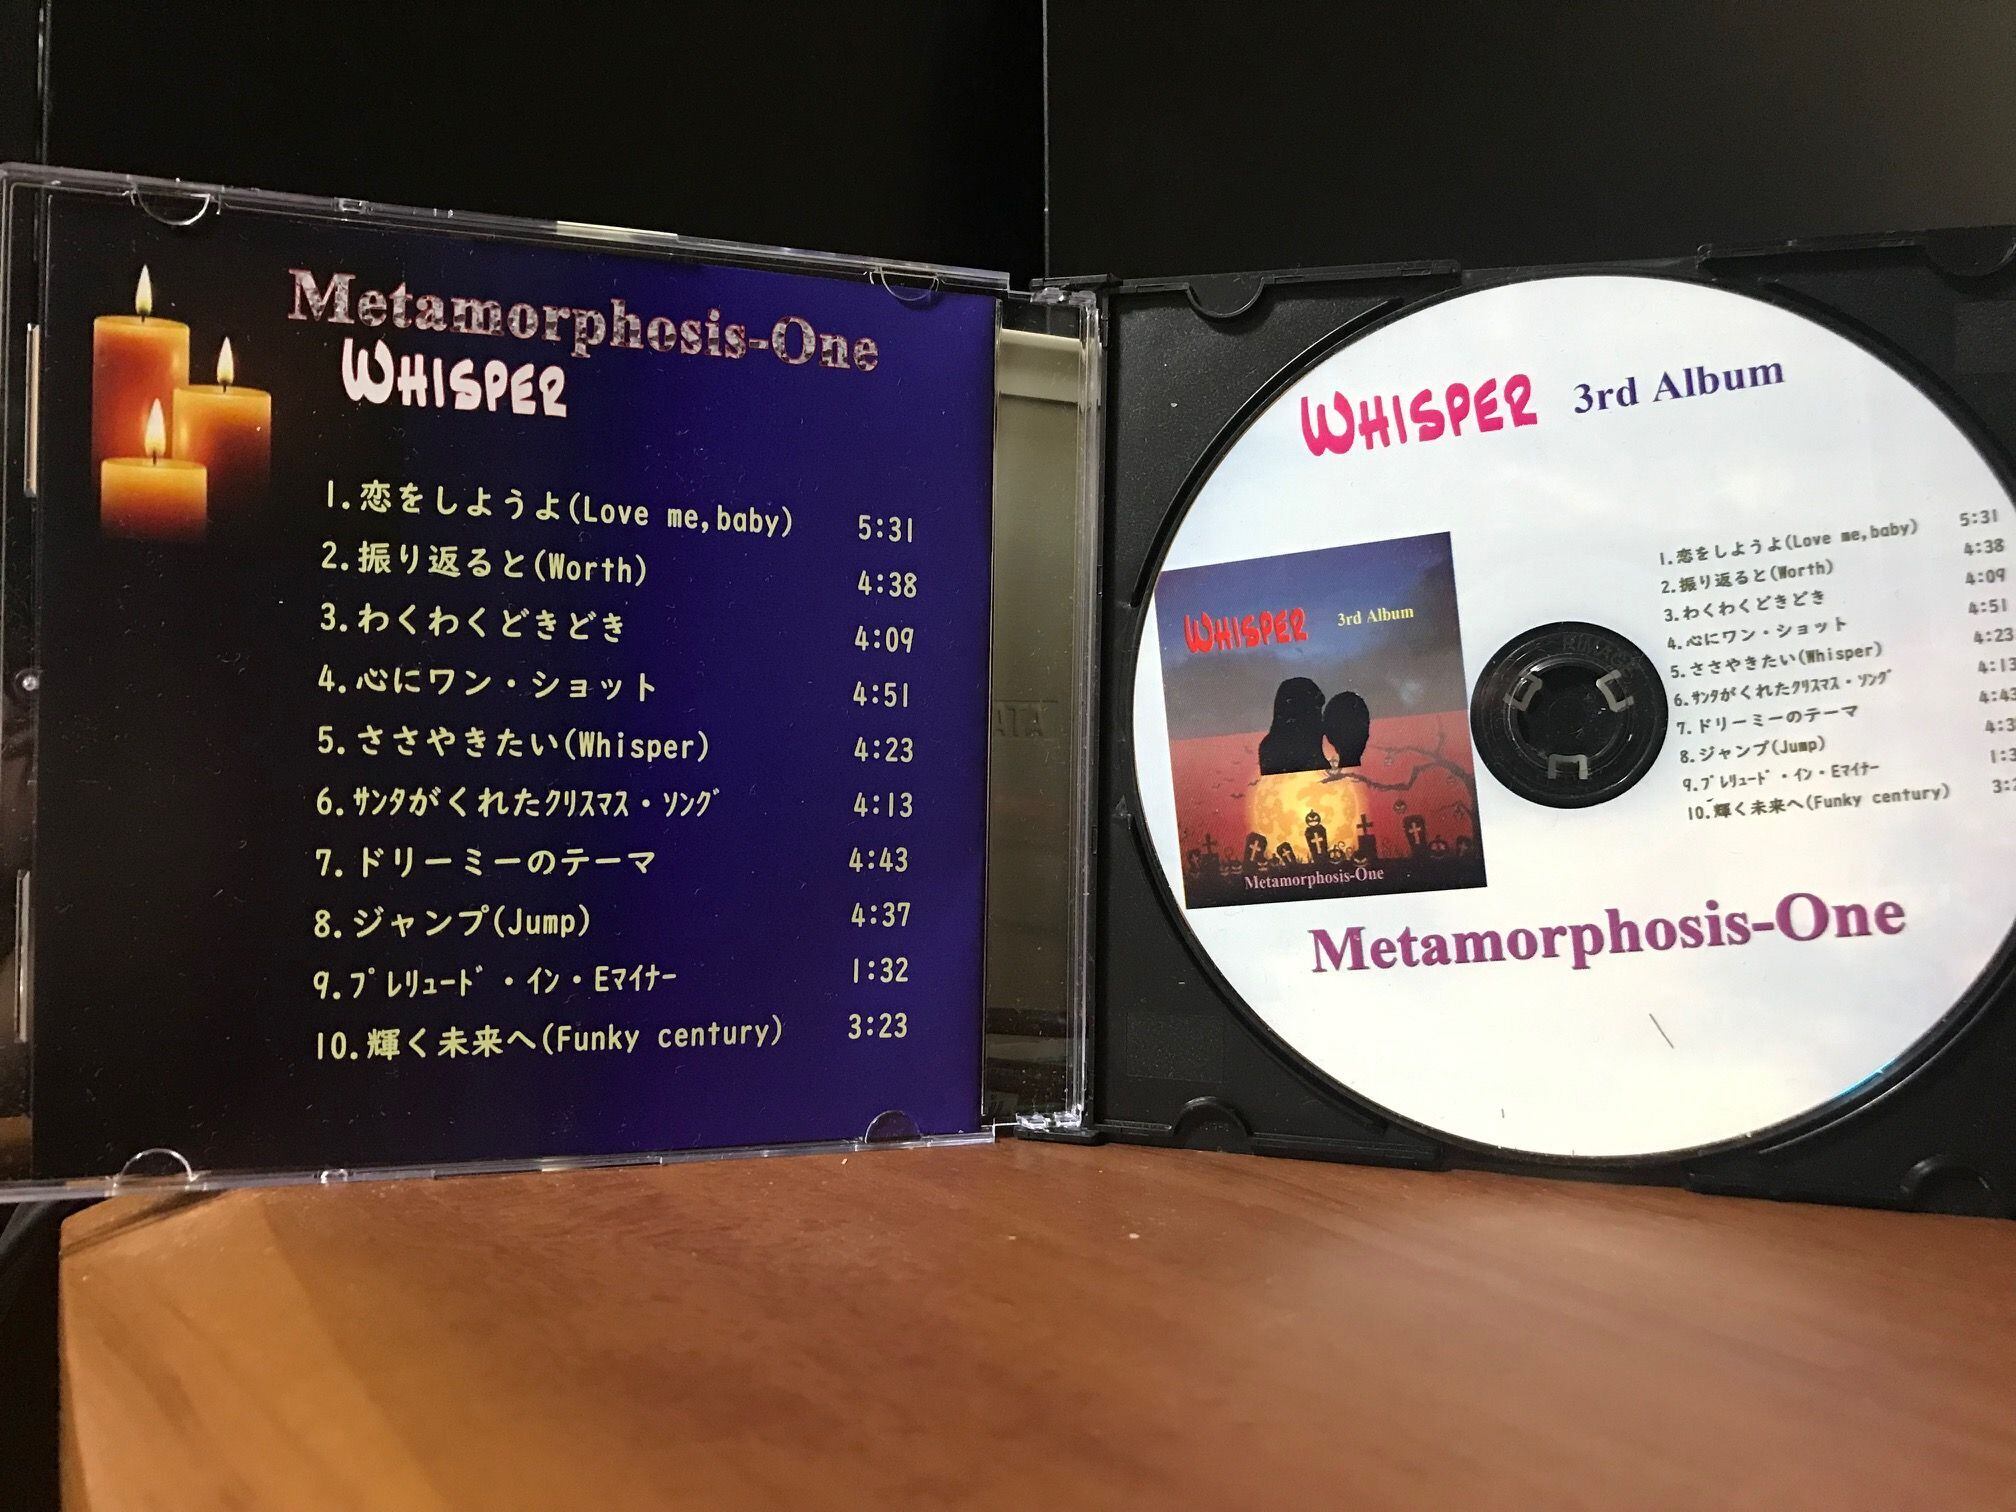 Metamorphosis-One
WHISPER
1.恋をしようよ(Love me,baby) 5:31
2.振り返ると(Worth) 4:38
3.わくわくどきどき 4:09
4.心にワン・ショット 4:51
5.ささやきたい(Whisper) 4:23
6.ｻﾝﾀがくれたｸﾘｽﾏｽ・ｿﾝｸﾞ 4:13
7.ドリーミーのテーマ 4:43
8.ジャンプ(Jump) 4:37
9.ﾌﾟﾚﾘｭｰﾄﾞ・ｲﾝ・Eﾏｲﾅｰ 1:32
10.輝く未来へ(Funky century) 3:23
WHISPER 3rd Album
WHISPER 3rd Album
Metamorphosis-One
1.恋をしようよ(Love me,baby) 5:31
2.振り返ると(Worth) 4:38
3.わくわくどきどき 4:09
4.心にワン・ショット 4:51
5.ささやきたい(Whisper) 4:23
6.ｻﾝﾀがくれたｸﾘｽﾏｽ・ｿﾝｸﾞ 4:13
7.ドリーミーのテーマ 4:43
8.ジャンプ(Jump) 4:3
9.ﾌﾟﾚﾘｭｰﾄﾞ・ｲﾝ・Eﾏｲﾅｰ 1:3
10.輝く未来へ(Funky century) 3:2
Metamorphosis-One